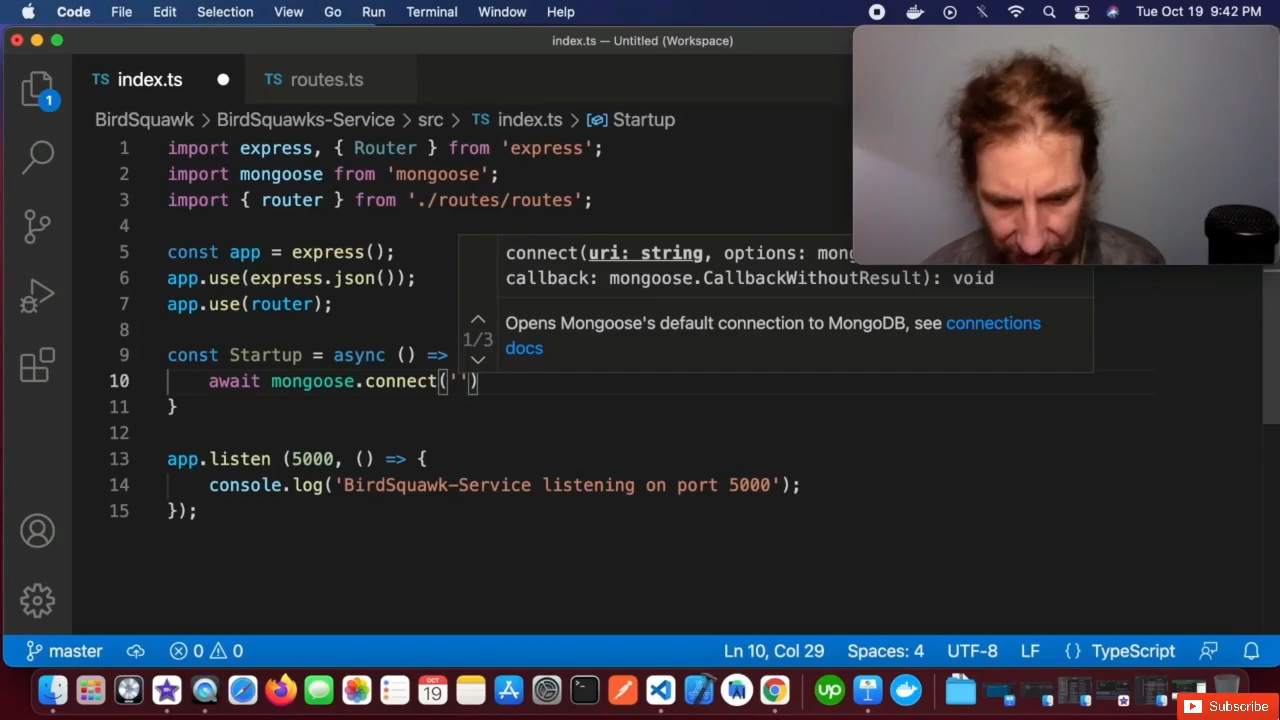 Code File Edit Selection View Go Run Terminal Window Help Tue Oct 19 9:42 PM
index.ts — Untitled (Workspace)
TS index.ts TS routes.ts
1
BirdSquawk > BirdSquawks-Service > src > TS index.ts > Startup
1 import express, { Router } from 'express';
2 import mongoose from 'mongoose';
3 import { router } from './routes/routes';
4
5 const app = express();
6 app.use(express.json());
7 app.use(router);
8
9 const Startup = async () =>
10 await mongoose.connect('')
11 }
12
13 app.listen (5000, () => {
14 console.log('BirdSquawk-Service listening on port 5000');
15 });
connect(uri: string, options: mon
callback: mongoose.CallbackWithoutResult): void
1/3
Opens Mongoose's default connection to MongoDB, see connections
docs
master 0 0 Ln 10, Col 29 Spaces: 4 UTF-8 LF {} TypeScript
OCT
19
up
Subscribe